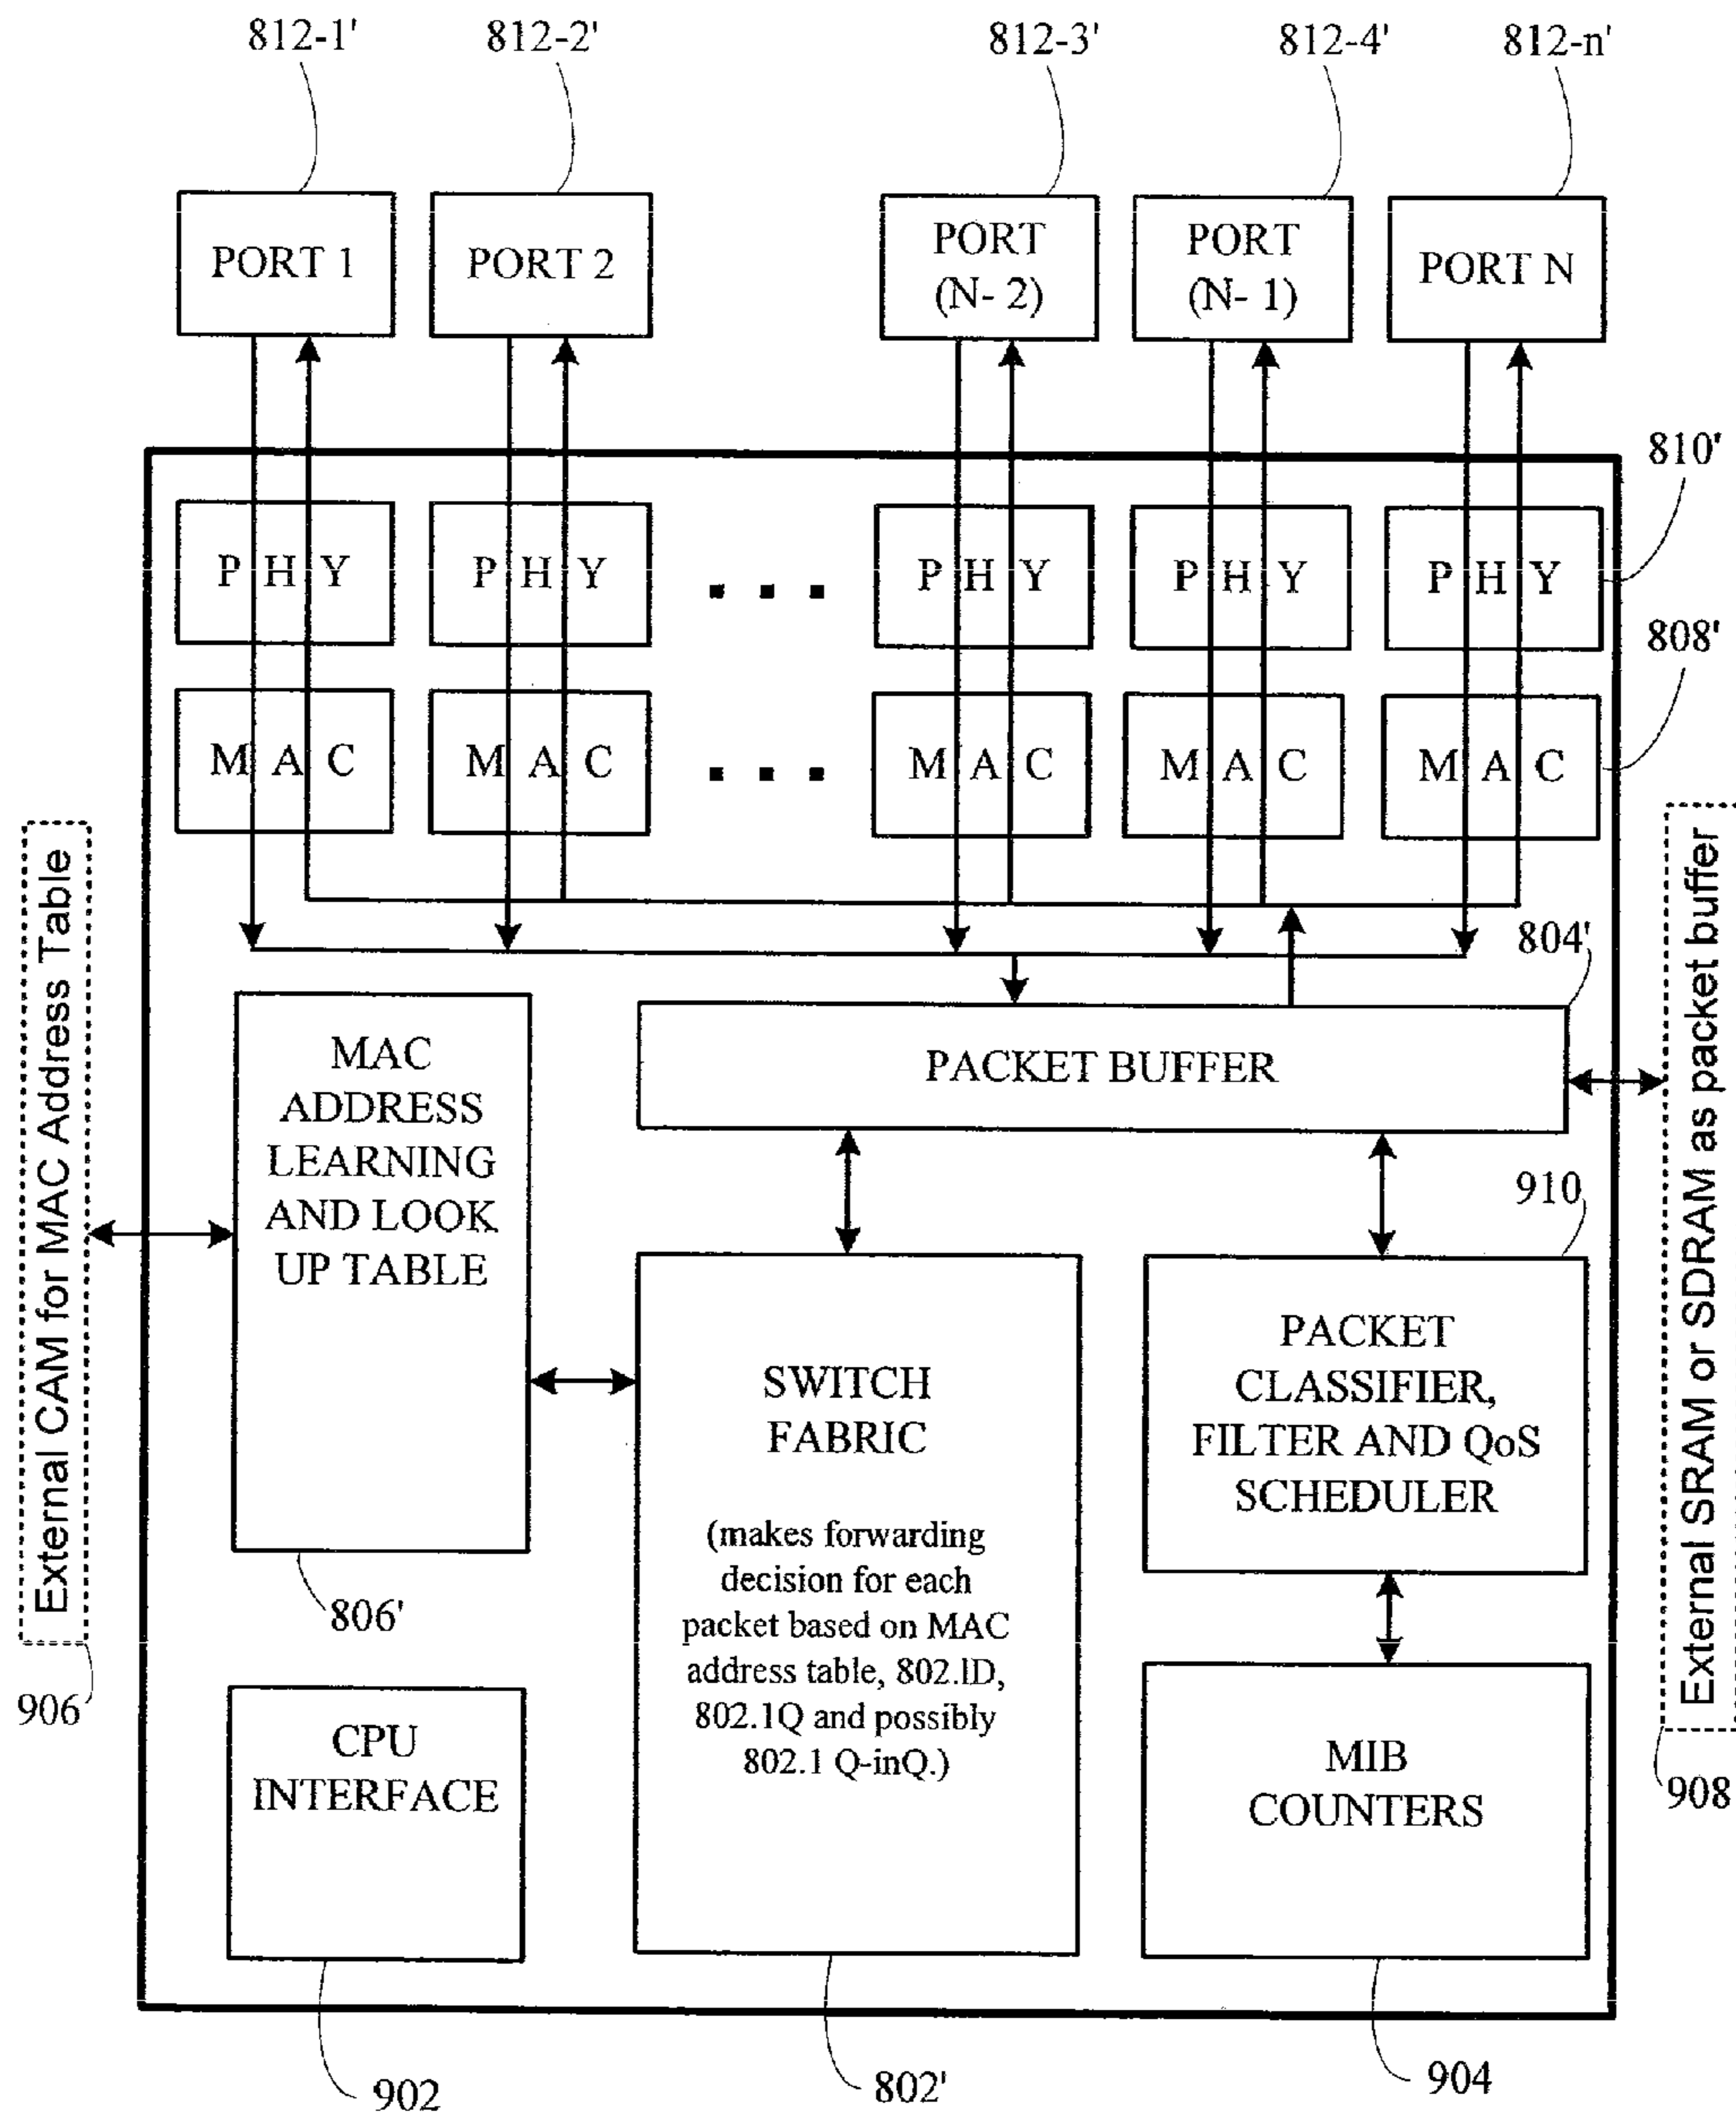 812-1'
812-2'
812-3'
812-4'
812-n'
PORT 1
PORT 2
PORT
(N- 2)
PORT
(N- 1)
PORT N
810'
P H Y
P H Y
P H Y
P H Y
P H Y
808'
M A C
M A C
M A C
M A C
M A C
External CAM for MAC Address Table
External SRAM or SDRAM as packet buffer
804'
MAC
ADDRESS
LEARNING
AND LOOK
UP TABLE
PACKET BUFFER
910
SWITCH
FABRIC
(makes forwarding
decision for each
packet based on MAC
address table, 802.1D,
802.1Q and possibly
802.1 Q-inQ.)
PACKET
CLASSIFIER,
FILTER AND QoS
SCHEDULER
806'
906
CPU
INTERFACE
MIB
COUNTERS
908
902
802'
904